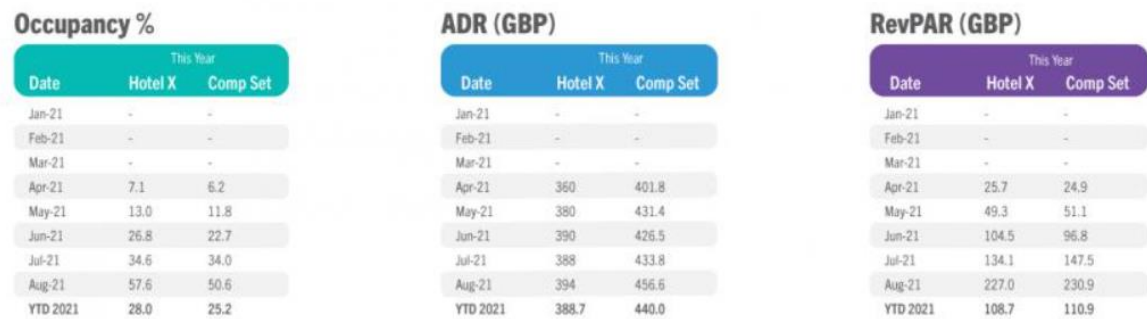 Occupancy %
This Year
Date Hotel X Comp Set
Jan-21 - -
Feb-21 - -
Mar-21 - -
Apr-21 7.1 6.2
May-21 13.0 11.8
Jun-21 26.8 22.7
Jul-21 34.6 34.0
Aug-21 57.6 50.6
YTD 2021 28.0 25.2
ADR (GBP)
This Year
Date Hotel X Comp Set
Jan-21 - -
Feb-21 - -
Mar-21 - -
Apr-21 360 401.8
May-21 380 431.4
Jun-21 390 426.5
Jul-21 388 433.8
Aug-21 394 456.6
YTD 2021 388.7 440.0
RevPAR (GBP)
This Year
Date Hotel X Comp Set
Jan-21 - -
Feb-21 - -
Mar-21 - -
Apr-21 25.7 24.9
May-21 49.3 51.1
Jun-21 104.5 96.8
Jul-21 134.1 147.5
Aug-21 227.0 230.9
YTD 2021 108.7 110.9